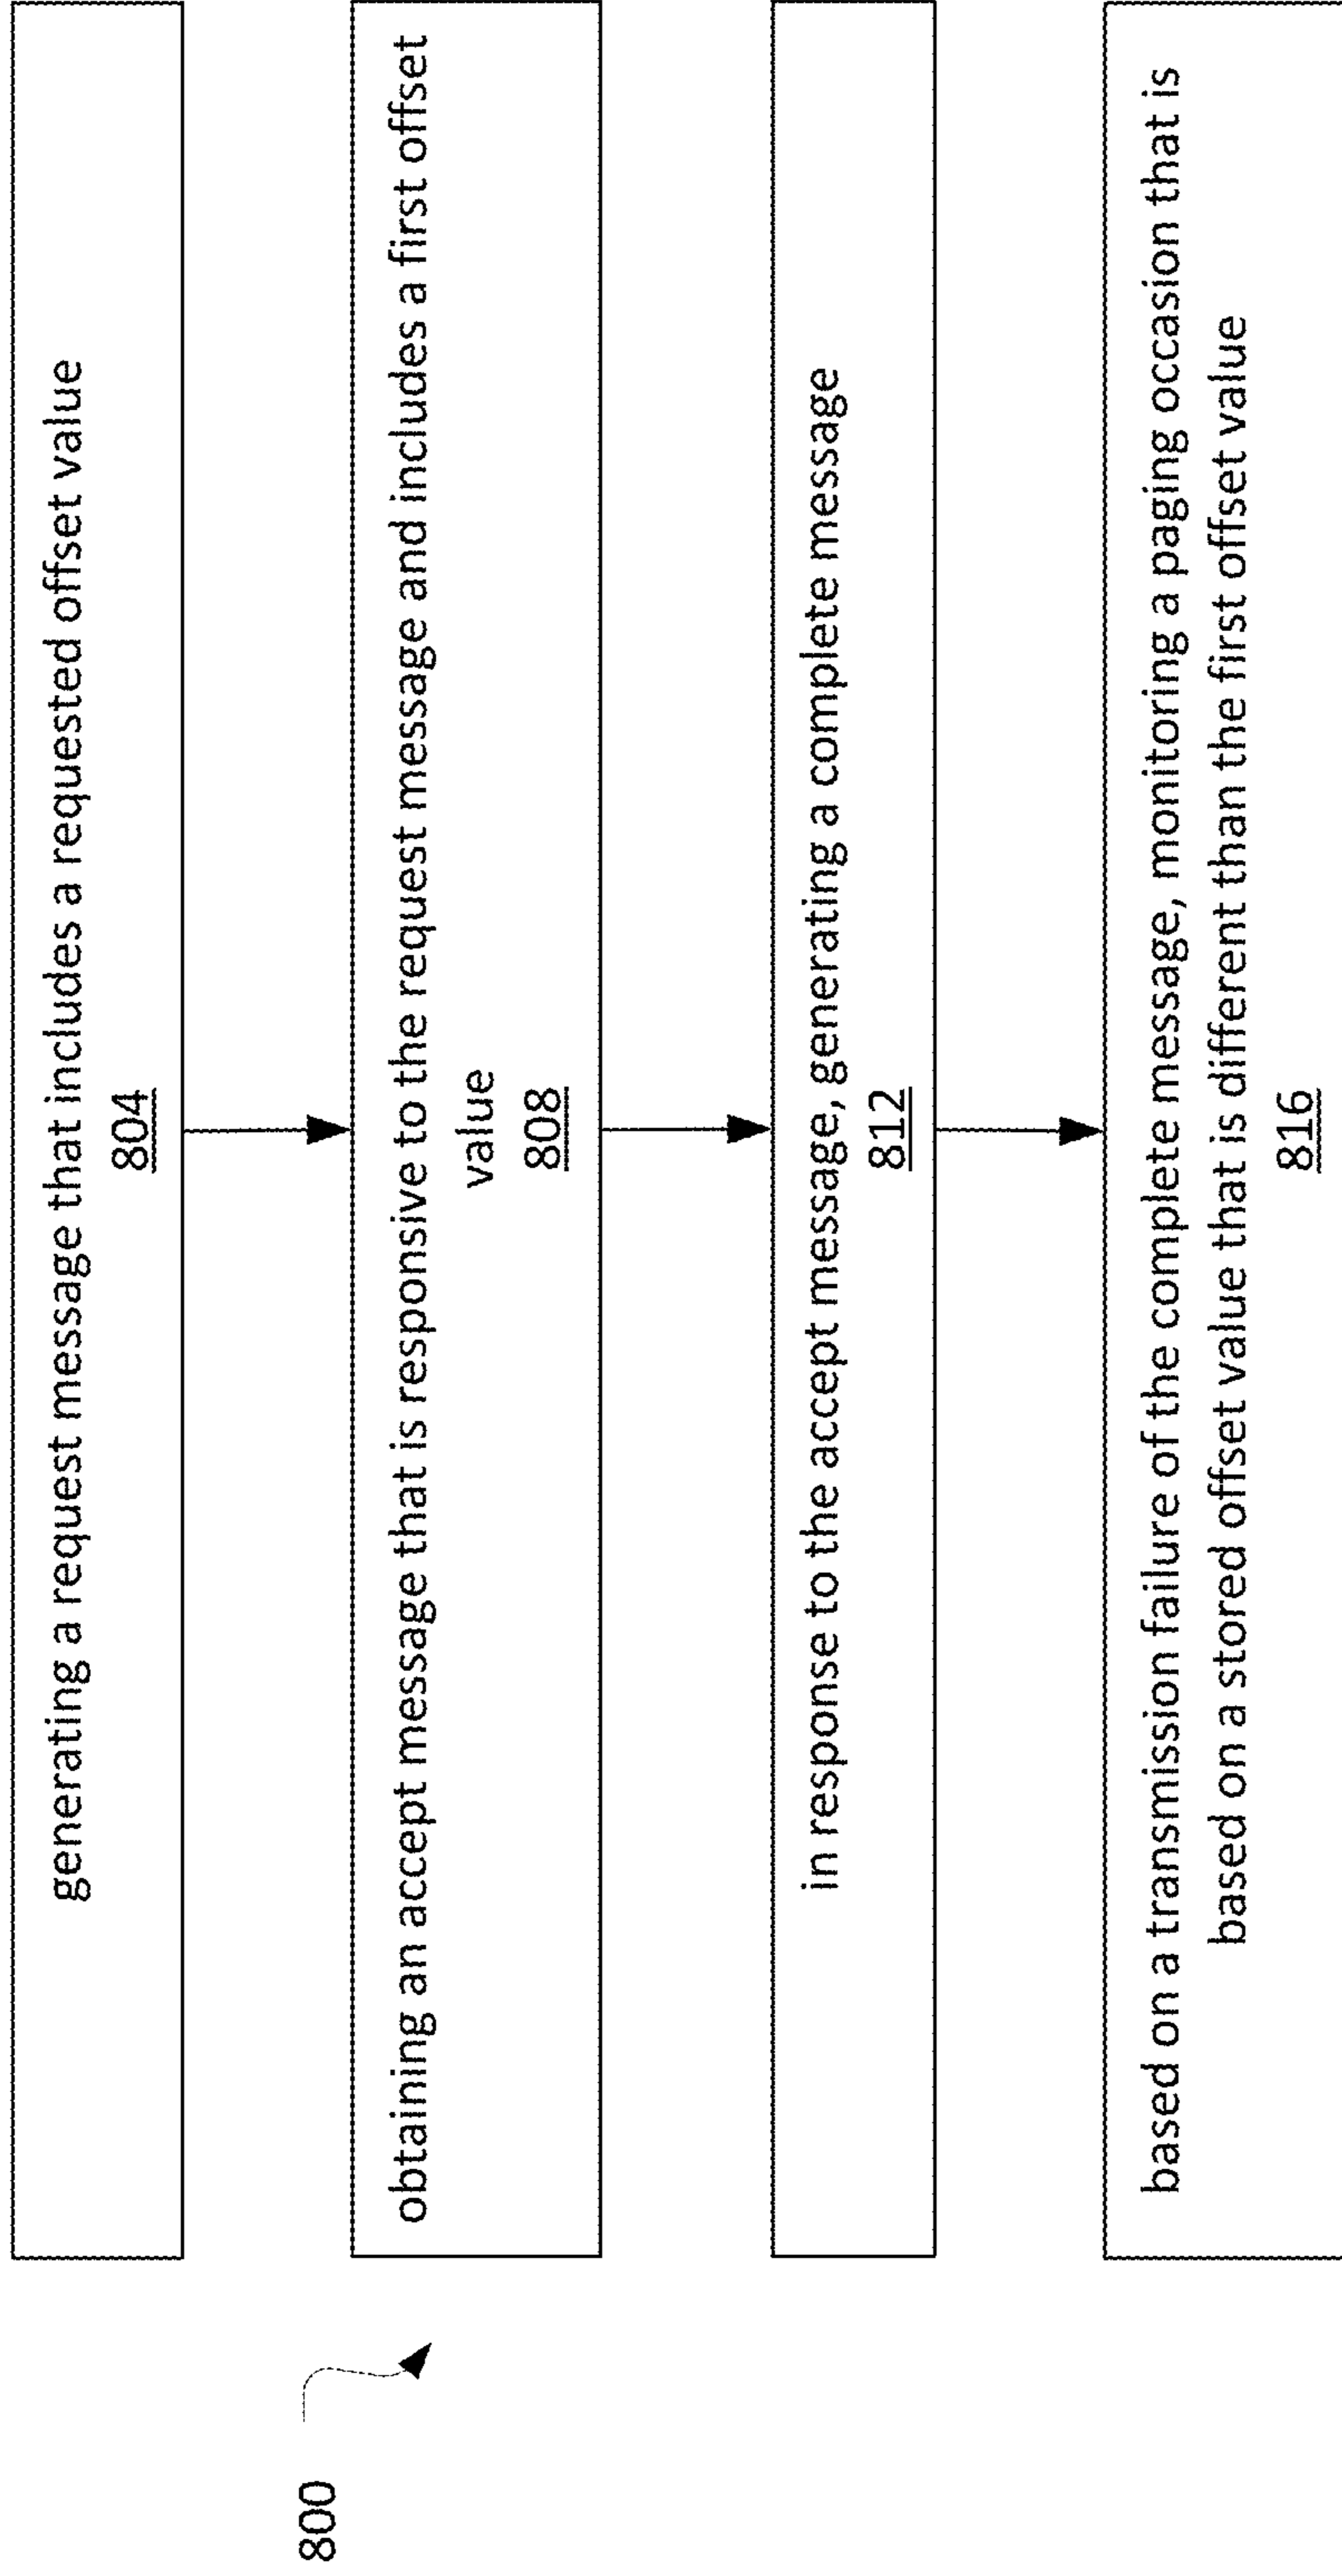 800
generating a request message that includes a requested offset value
804
obtaining an accept message that is responsive to the request message and includes a first offset
value
808
in response to the accept message, generating a complete message
812
based on a transmission failure of the complete message, monitoring a paging occasion that is
based on a stored offset value that is different than the first offset value
816